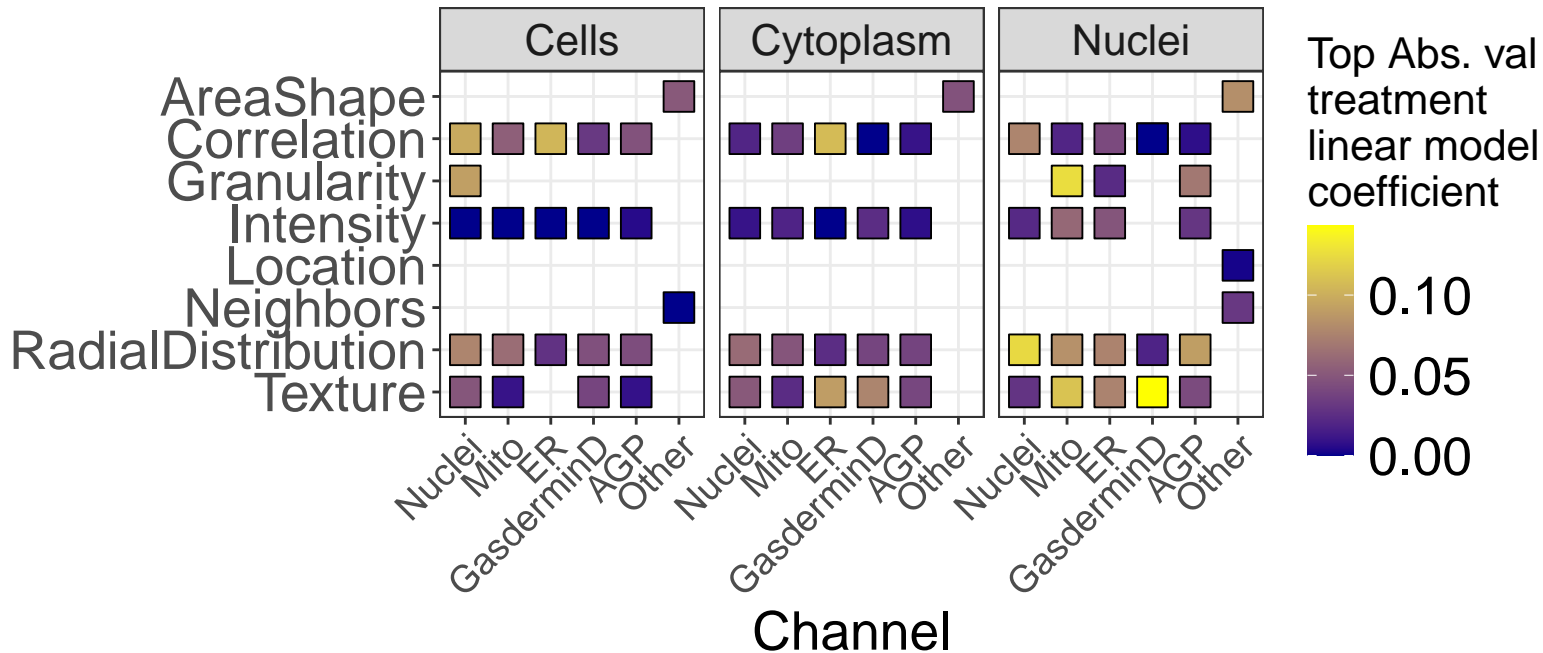 Cells Cytoplasm Nuclei
AreaShape
Correlation
Granularity
Intensity
Location
Neighbors
RadialDistribution
Texture
Nuclei Mito ER GasderminD AGP Other
Nuclei Mito ER GasderminD AGP Other
Nuclei Mito ER GasderminD AGP Other
Channel
Top Abs. val
treatment
linear model
coefficient
0.10
0.05
0.00